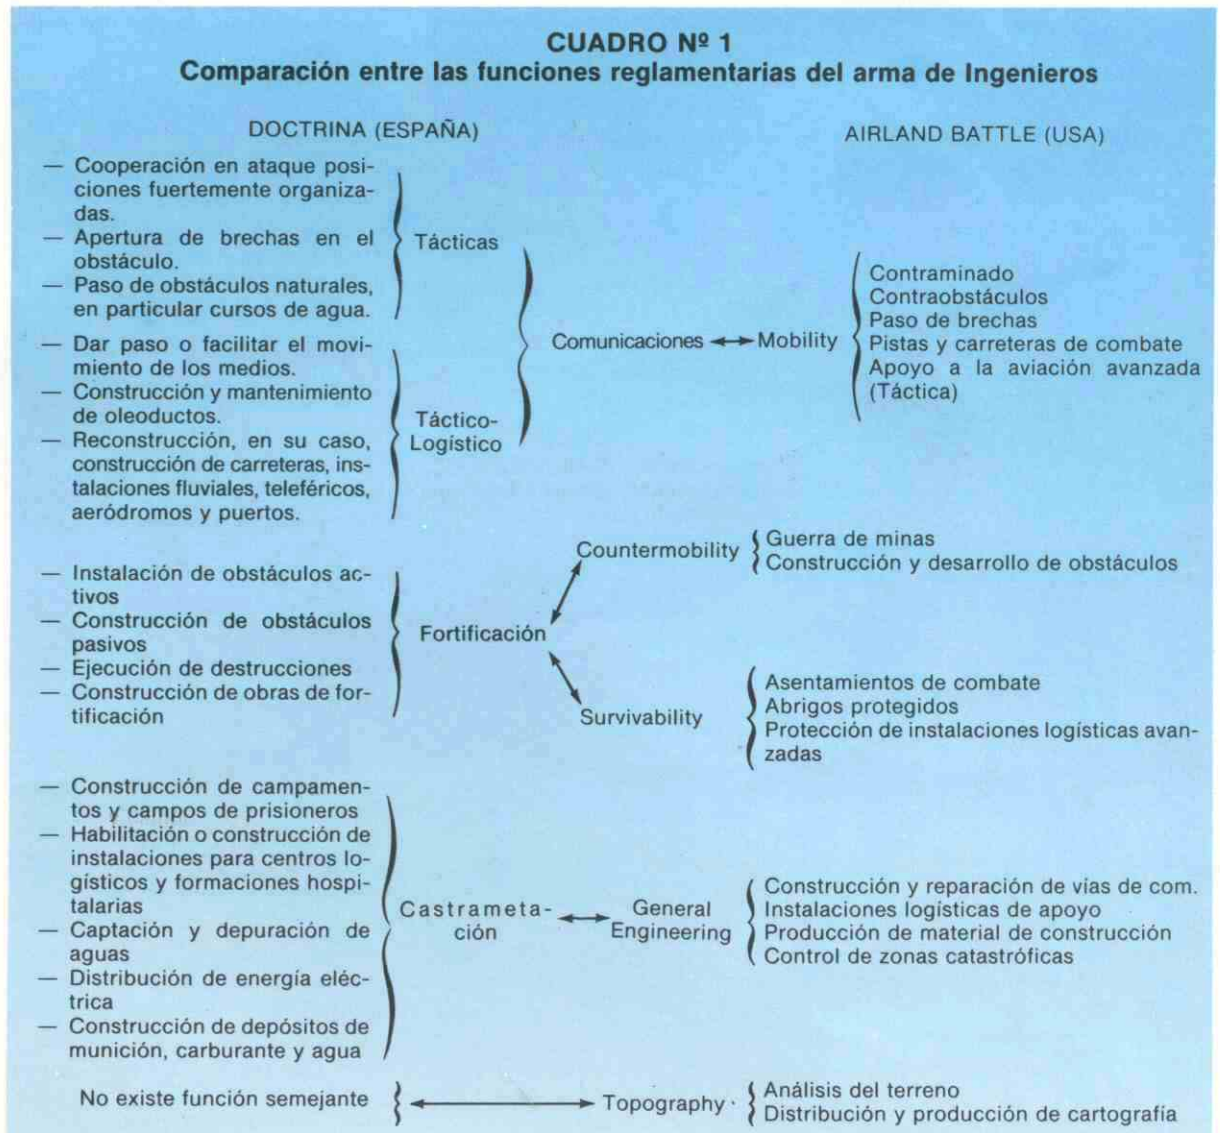 CUADRO Nº 1
Comparación entre las funciones reglamentarias del arma de Ingenieros
DOCTRINA (ESPAÑA)
— Cooperación en ataque posi-
ciones fuertemente organiza-
das.
— Apertura de brechas en el
obstáculo.
— Paso de obstáculos naturales,
en particular cursos de agua.
Tácticas
— Dar paso o facilitar el movi-
miento de los medios.
— Construcción y mantenimiento
de oleoductos.
— Reconstrucción, en su caso,
construcción de carreteras, ins-
talaciones fluviales, teleféricos,
aeródromos y puertos.
Táctico-
Logístico
Comunicaciones
AIRLAND BATTLE (USA)
Mobility
Contraminado
Contraobstáculos
Paso de brechas
Pistas y carreteras de combate
Apoyo a la aviación avanzada
(Táctica)
— Instalación de obstáculos ac-
tivos
— Construcción de obstáculos
pasivos
— Ejecución de destrucciones
— Construcción de obras de for-
tificación
Fortificación
Countermobility
Guerra de minas
Construcción y desarrollo de obstáculos
Survivability
Asentamientos de combate
Abrigos protegidos
Protección de instalaciones logísticas avan-
zadas
— Construcción de campamen-
tos y campos de prisioneros
— Habilitación o construcción de
instalaciones para centros lo-
gísticos y formaciones hospi-
talarias
— Captación y depuración de
aguas
— Distribución de energía eléc-
trica
— Construcción de depósitos de
munición, carburante y agua
Castrameta-
ción
General
Engineering
Construcción y reparación de vías de com.
Instalaciones logísticas de apoyo
Producción de material de construcción
Control de zonas catastróficas
No existe función semejante
Topography
Análisis del terreno
Distribución y producción de cartografía